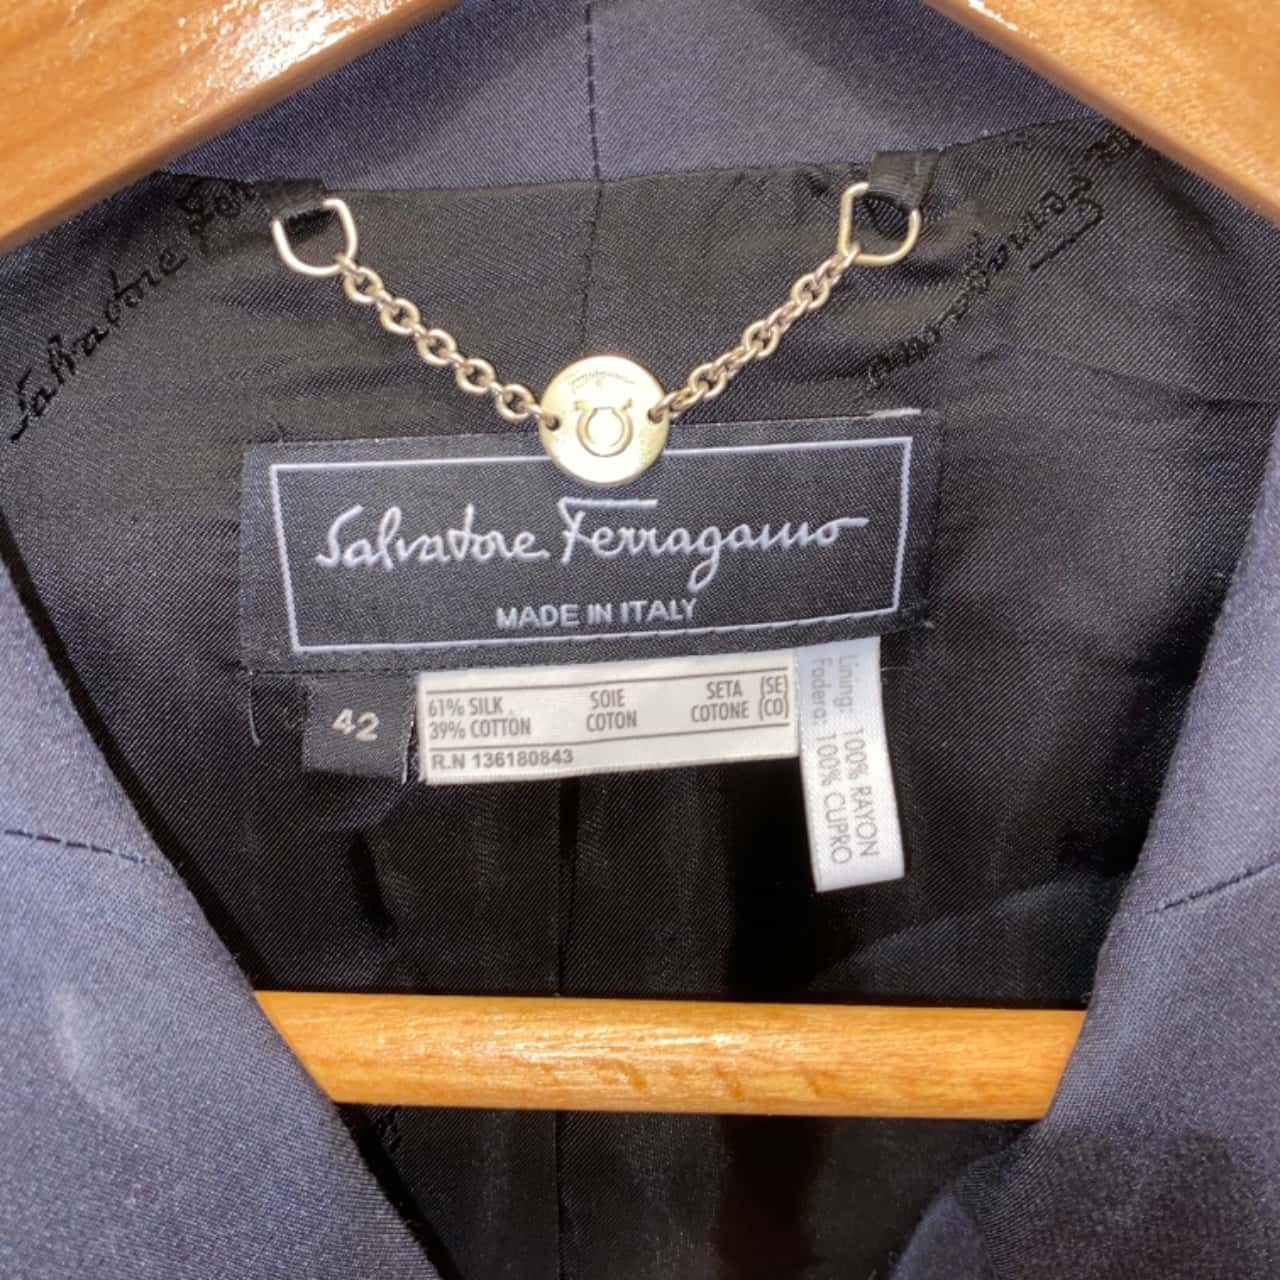 Salvatore
Salvatore Ferragamo
MADE IN ITALY
42
61% SILK SOIE SETA (SE)
39% COTTON COTON COTONE (CO)
R.N 136180843
Lining: 100% RAYON
Fodera: 100% CUPRO